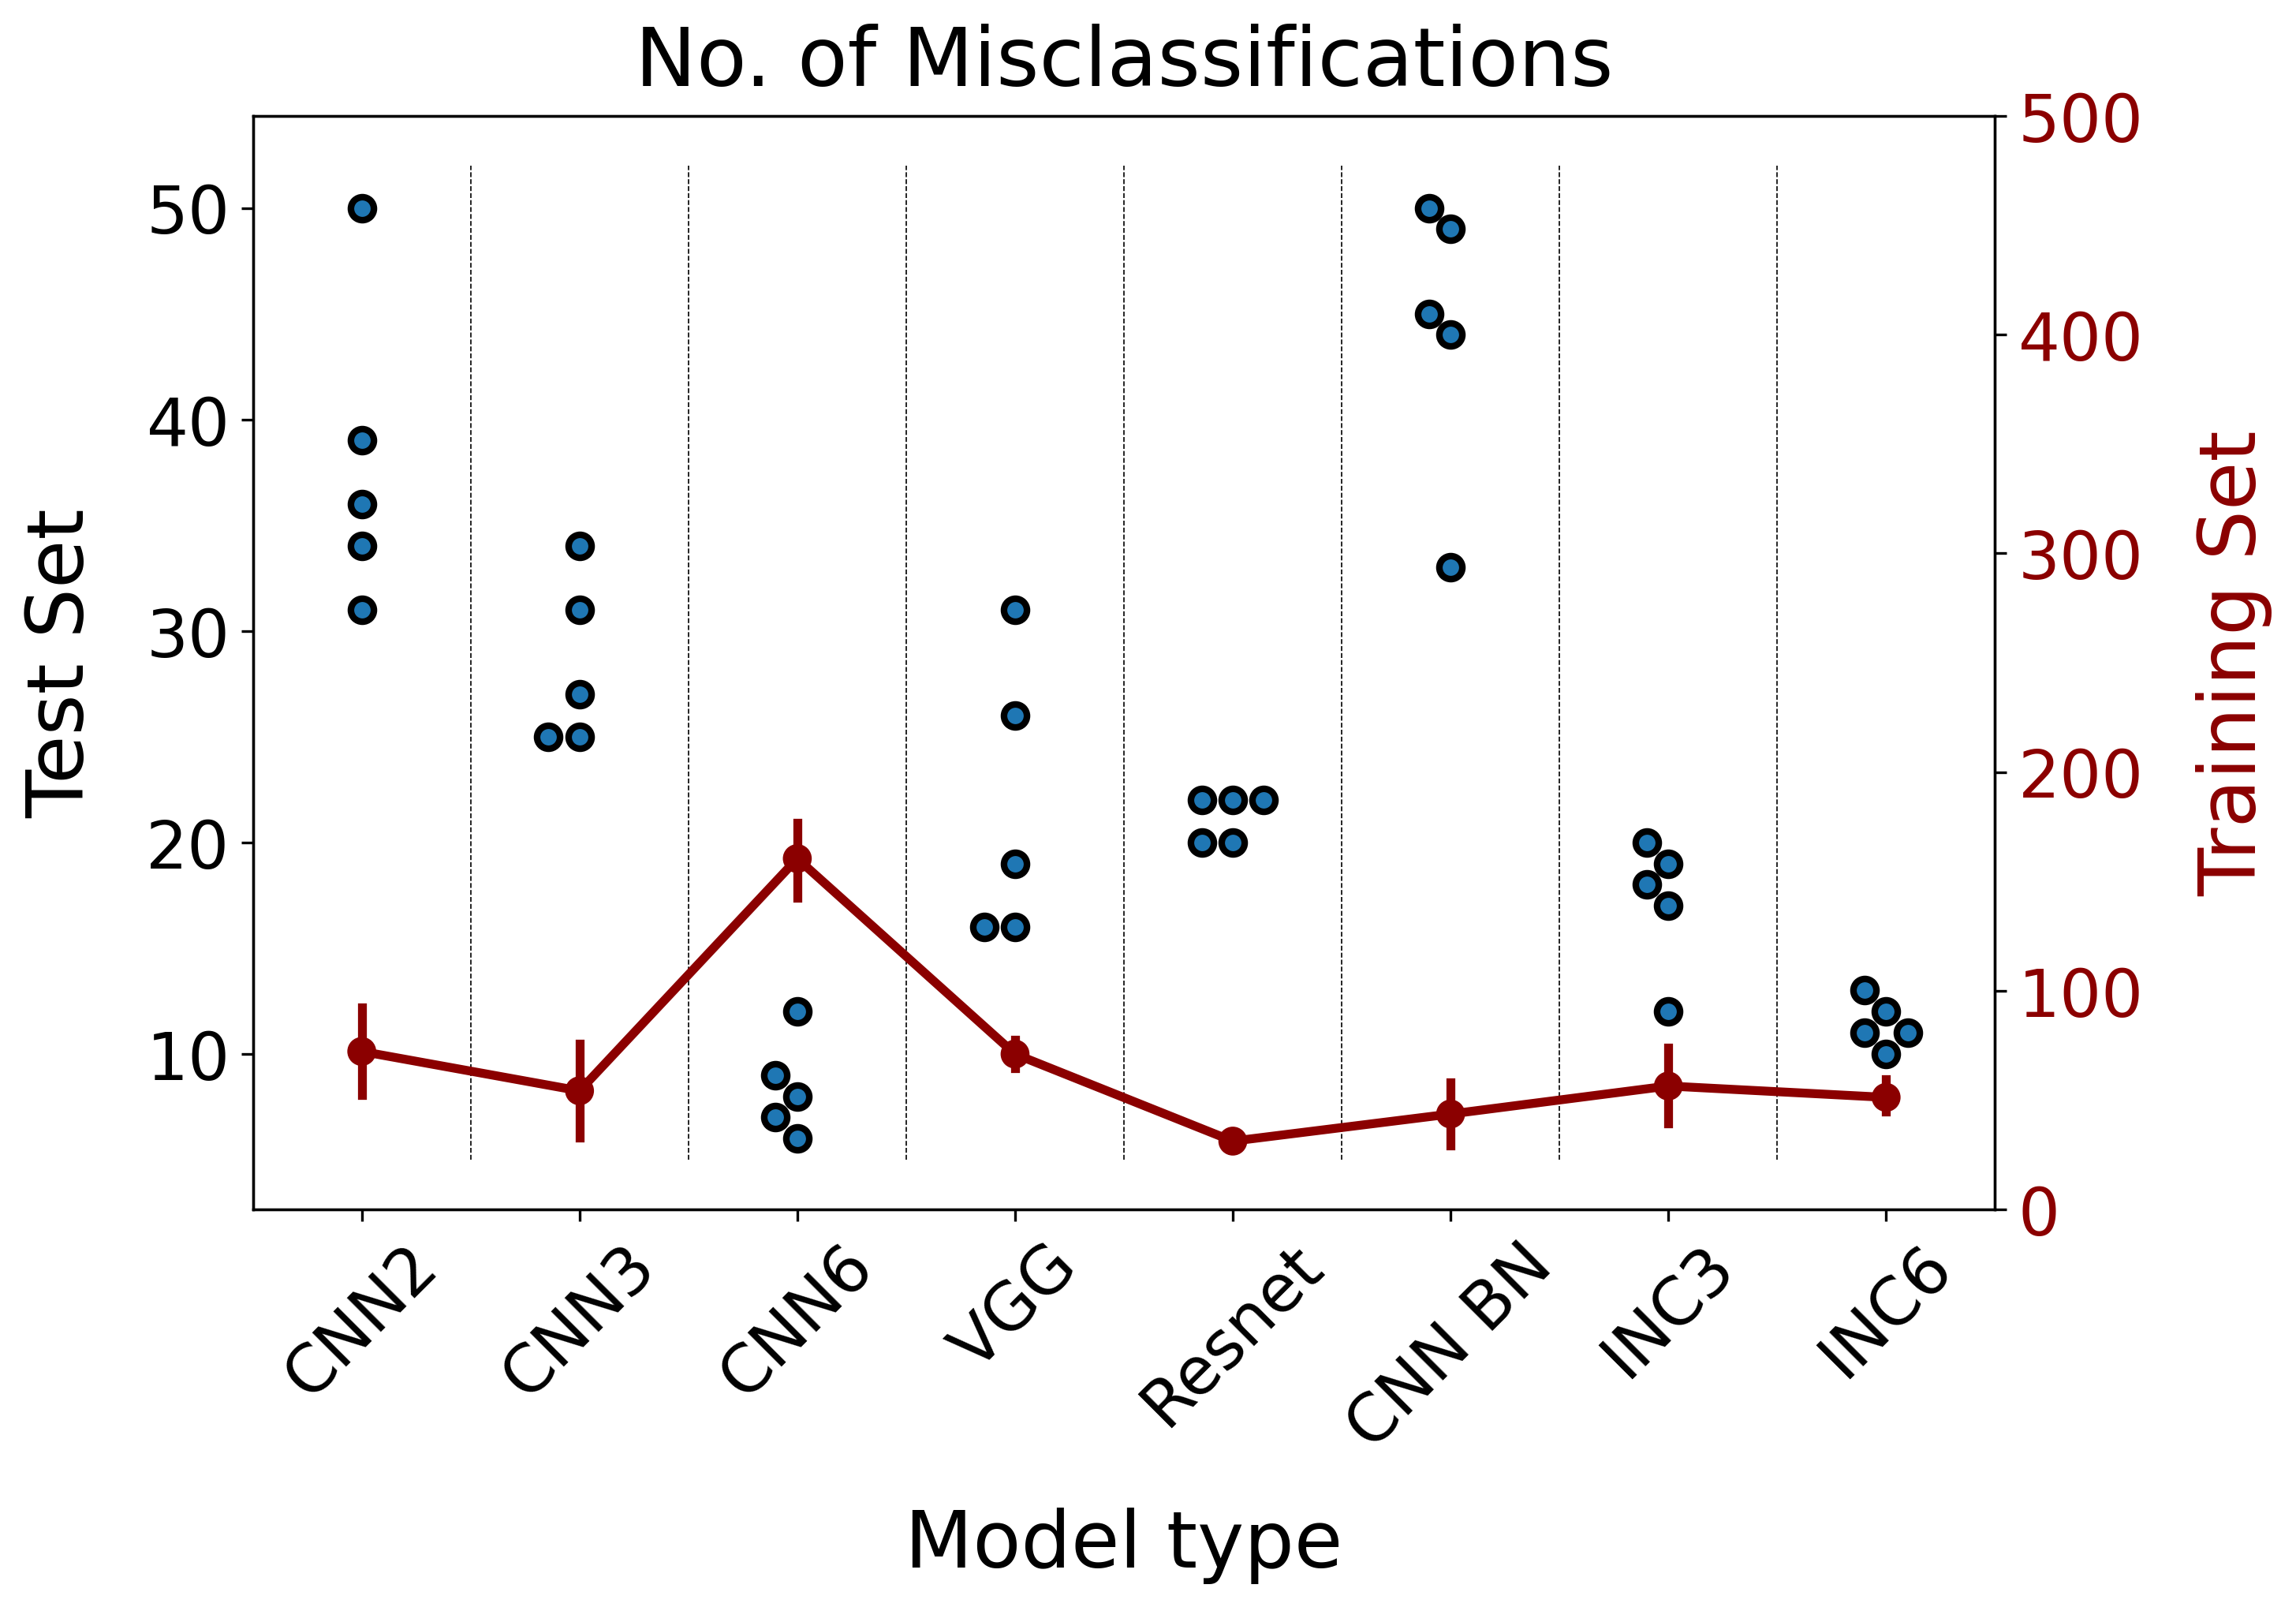 No. of Misclassifications
Test Set
50
40
30
20
10
500
400
300
200
100
0
Training Set
CNN2
CNN3
CNN6
VGG
Resnet
CNN BN
INC3
INC6
Model type